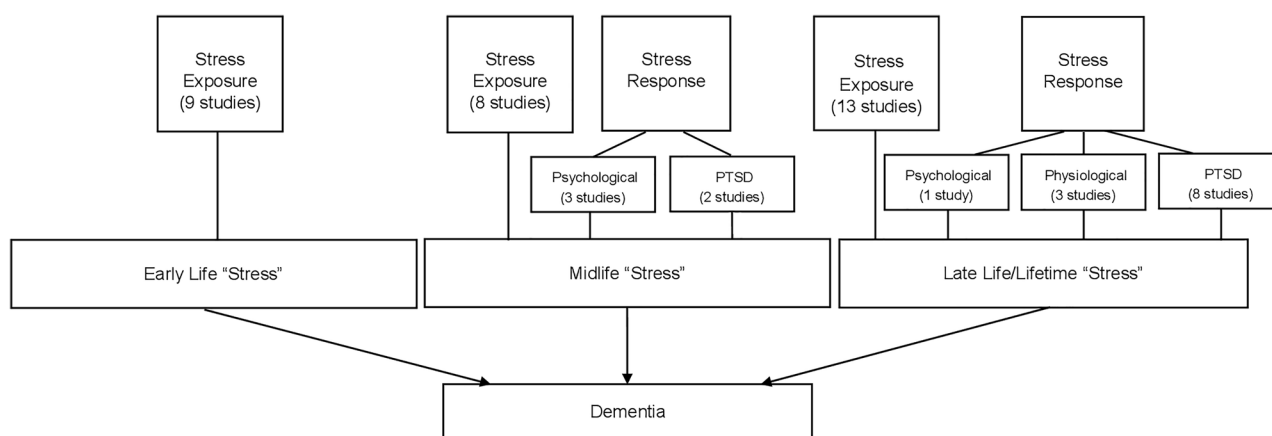 Stress
Exposure
(9 studies)
Stress
Exposure
(8 studies)
Stress
Response
Stress
Exposure
(13 studies)
Stress
Response
Psychological
(3 studies)
PTSD
(2 studies)
Psychological
(1 study)
Physiological
(3 studies)
PTSD
(8 studies)
Early Life “Stress”
Midlife “Stress”
Late Life/Lifetime “Stress”
Dementia